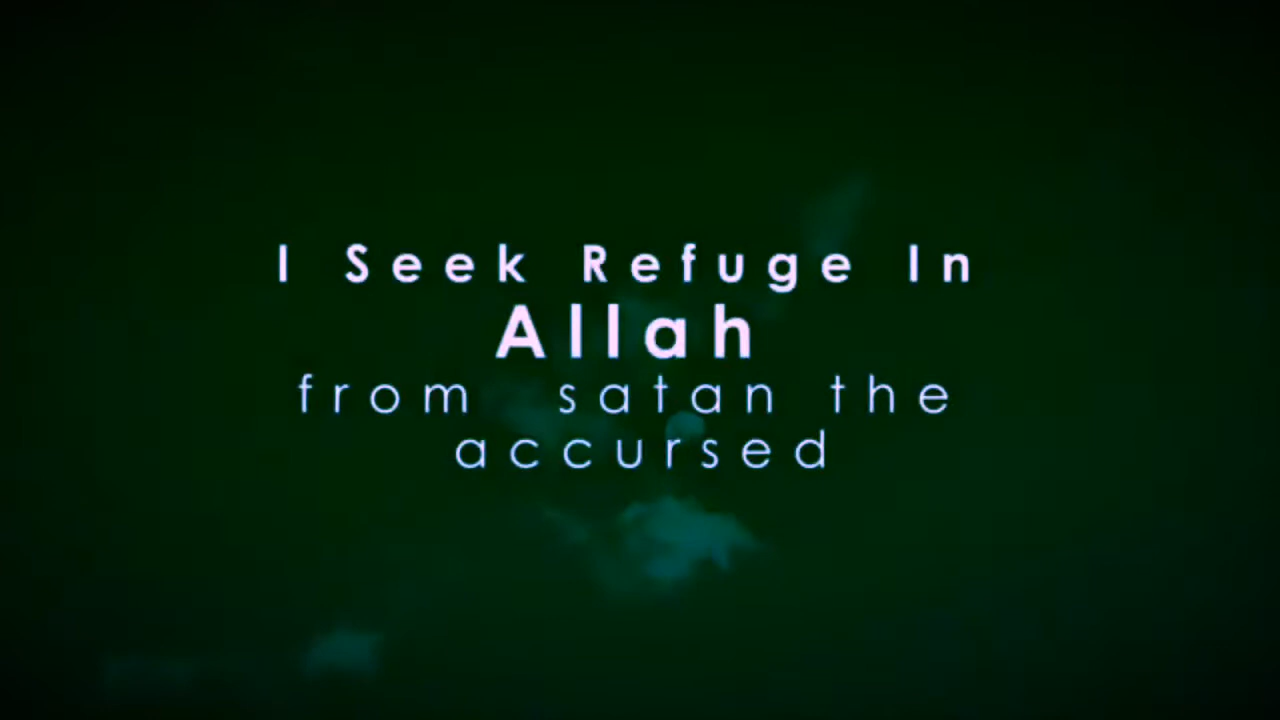 I Seek Refuge In
Allah
from satan the
accursed